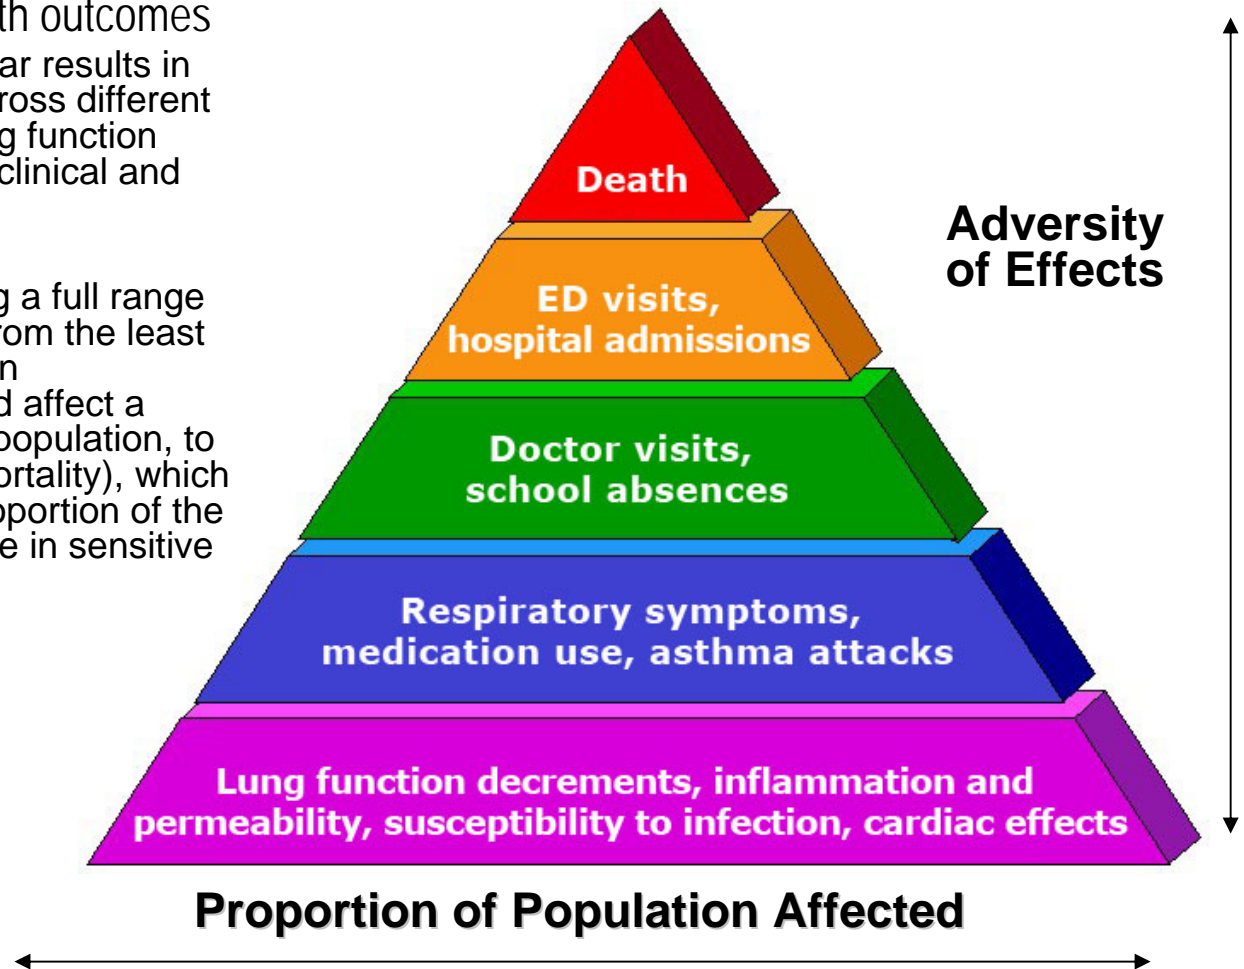 th outcomes
ar results in
ross different
g function
clinical and
g a full range
rom the least
n
d affect a
population, to
ortality), which
oportion of the
e in sensitive
Death
ED visits,
hospital admissions
Doctor visits,
school absences
Respiratory symptoms,
medication use, asthma attacks
Lung function decrements, inflammation and
permeability, susceptibility to infection, cardiac effects
Adversity
of Effects
Proportion of Population Affected